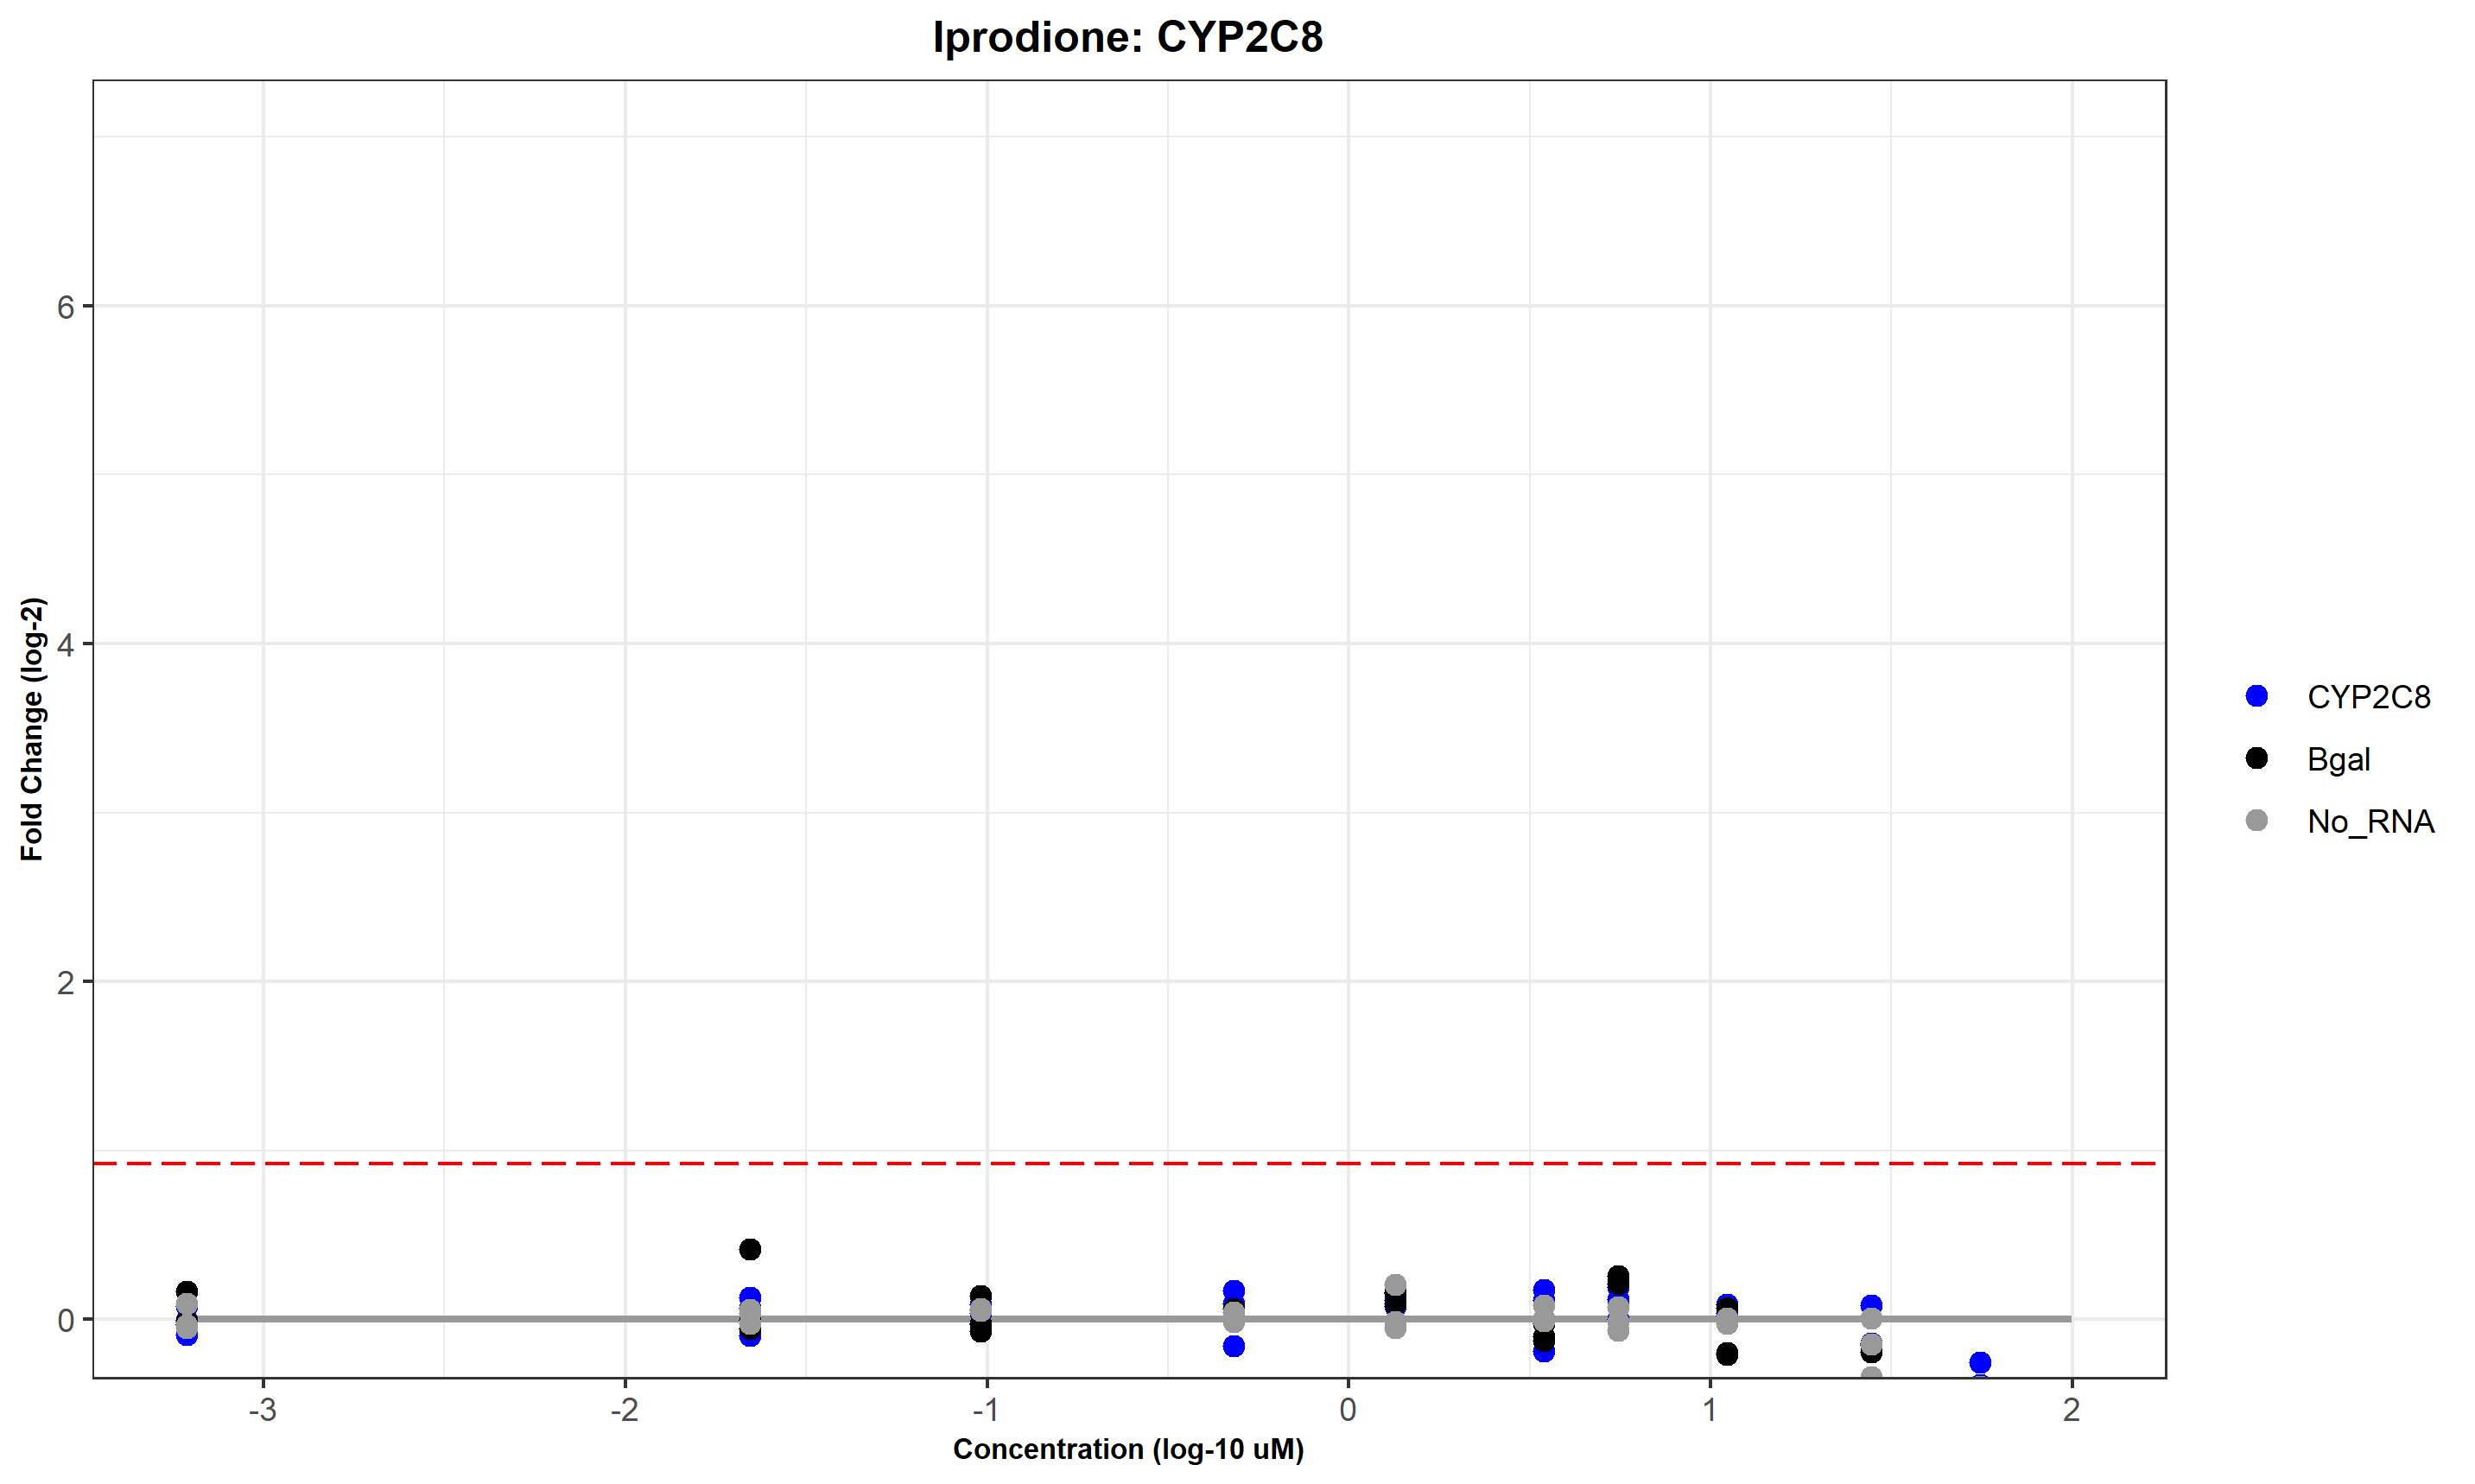 Iprodione: CYP2C8
Fold Change (log-2)
6
4
2
0
-3
-2
-1
0
1
2
Concentration (log-10 uM)
CYP2C8
Bgal
No_RNA